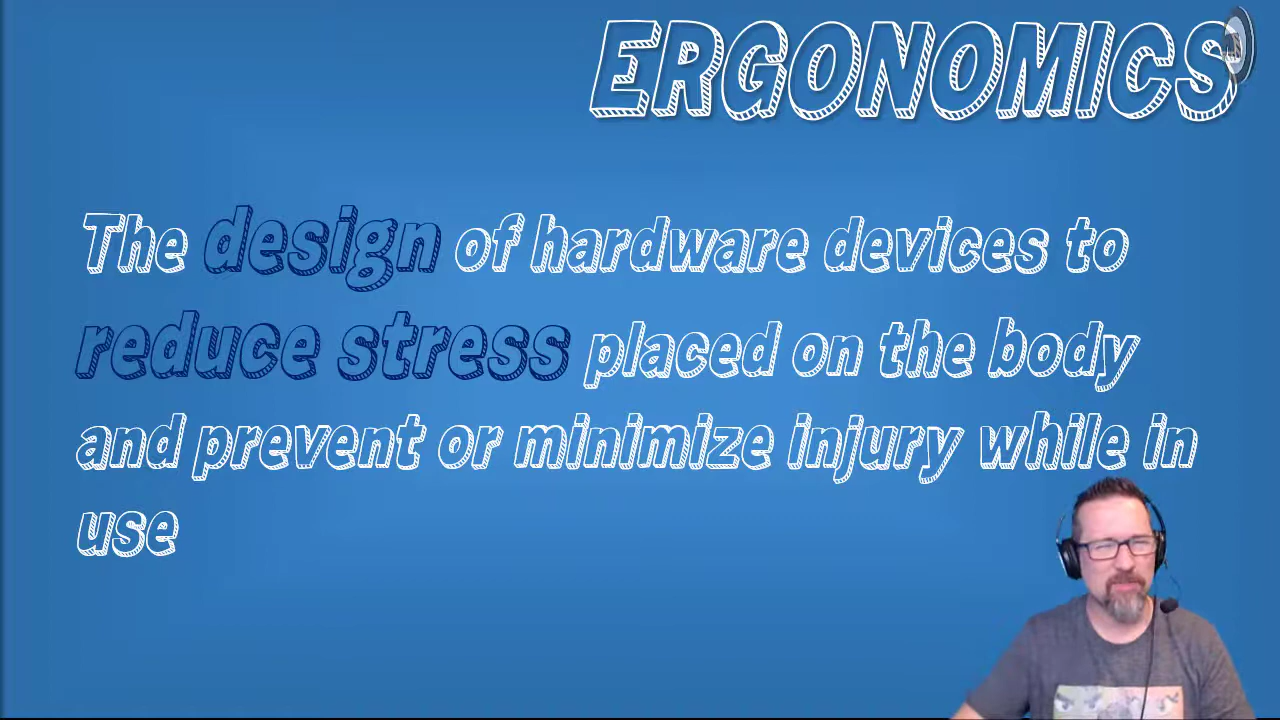 ERGONOMICS
The design of hardware devices to
reduce stress placed on the body
and prevent or minimize injury while in
use